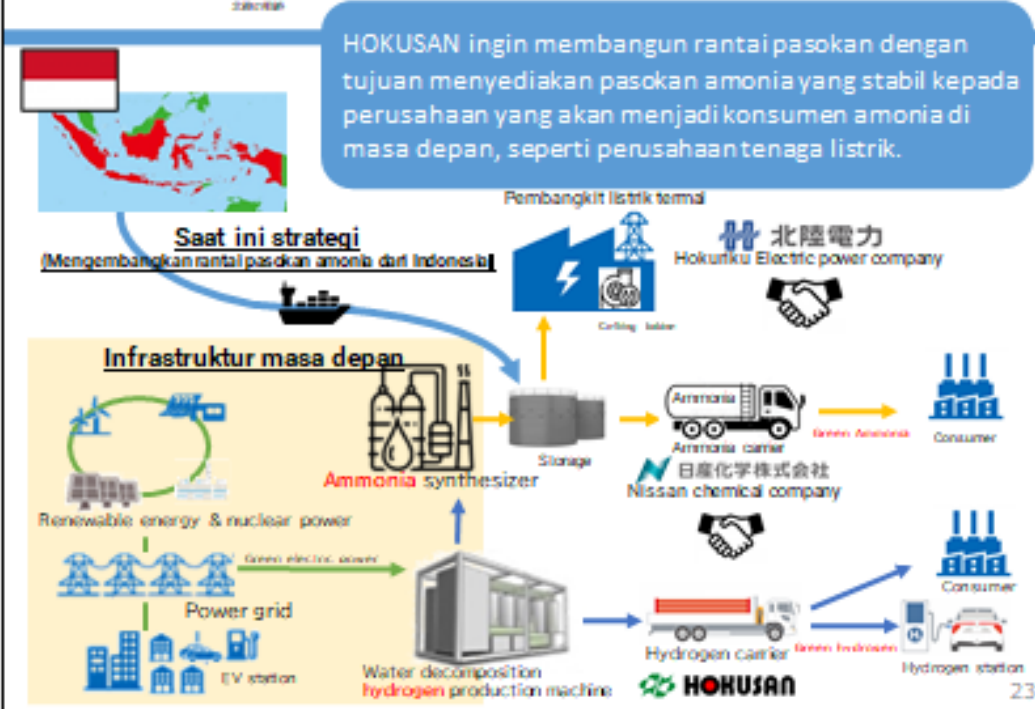 HOKUSAN ingin membangun rantai pasokan dengan
tujuan menyediakan pasokan amonia yang stabil kepada
perusahaan yang akan menjadi konsumen amonia di
masa depan, seperti perusahaan tenaga listrik.
Pembangkit listrik termal
Saat ini strategi
(Mengembangkan rantai pasokan amonia dari Indonesia)
北陸電力
Hokuriku Electric power company
Infrastruktur masa depan
Ammonia
Ammonia carrier
Green Ammonia
Consumer
Storage
Ammonia synthesizer
日産化学株式会社
Nissan chemical company
Renewable energy & nuclear power
Green electric power
Power grid
EV station
Water decomposition
hydrogen production machine
Hydrogen carrier
Green hydrogen
HOKUSAN
Consumer
H
Hydrogen station
23